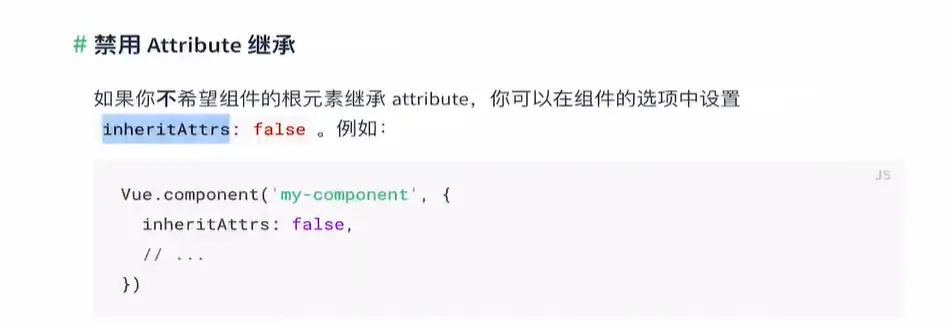 # 禁用 Attribute 继承
如果你不希望组件的根元素继承 attribute，你可以在组件的选项中设置
inheritAttrs: false 。例如：
JS
Vue.component('my-component', {
  inheritAttrs: false,
  // ...
})